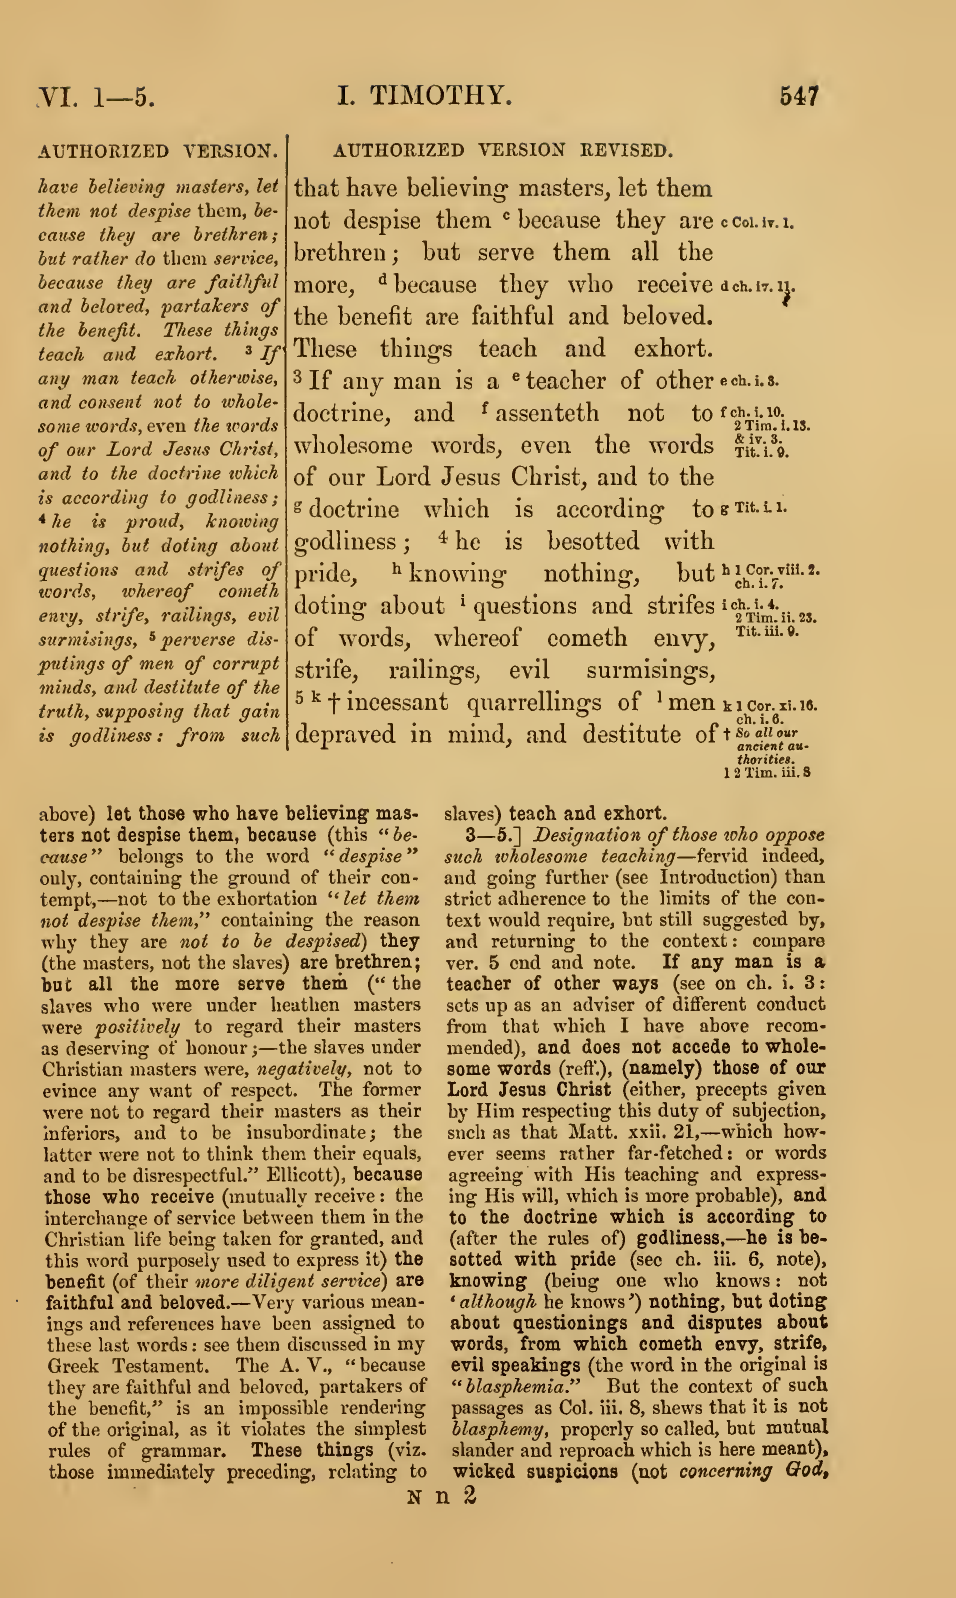 VI. 1—5.
I. TIMOTHY.
547
AUTHORIZED VERSION.
have believing masters, let
them not despise them, be-
cause they are brethren;
but rather do them service,
because they are faithful
and beloved, partakers of
the benefit. These things
teach and exhort. 3 If
any man teach otherwise,
and consent not to whole-
some words, even the words
of our Lord Jesus Christ,
and to the doctrine which
is according to godliness;
4 he is proud, knowing
nothing, but doting about
questions and strifes of
words, whereof cometh
envy, strife, railings, evil
surmisings, 5 perverse dis-
putings of men of corrupt
minds, and destitute of the
truth, supposing that gain
is godliness: from such
AUTHORIZED VERSION REVISED.
that have believing masters, let them
not despise them c because they are
brethren; but serve them all the
more, d because they who receive
the benefit are faithful and beloved.
These things teach and exhort.
3 If any man is a e teacher of other
doctrine, and f assenteth not to
wholesome words, even the words
of our Lord Jesus Christ, and to the
g doctrine which is according to
godliness; 4 he is besotted with
pride, h knowing nothing, but
doting about i questions and strifes
of words, whereof cometh envy,
strife, railings, evil surmisings,
5 k † incessant quarrellings of l men
depraved in mind, and destitute of
c Col. iv. 1.
d ch. iv. 11.
e ch. i. 3.
f ch. i. 10.
2 Tim. i. 13.
& iv. 3.
Tit. i. 9.
g Tit. i. 1.
h 1 Cor. viii. 2.
ch. i. 7.
i ch. i. 4.
2 Tim. ii. 23.
Tit. iii. 9.
k 1 Cor. xi. 16.
ch. i. 6.
† So all our
ancient au-
thorities.
l 2 Tim. iii. 8
above) let those who have believing mas-
ters not despise them, because (this "be-
cause" belongs to the word "despise"
only, containing the ground of their con-
tempt,—not to the exhortation "let them
not despise them," containing the reason
why they are not to be despised) they
(the masters, not the slaves) are brethren;
but all the more serve them ("the
slaves who were under heathen masters
were positively to regard their masters
as deserving of honour;—the slaves under
Christian masters were, negatively, not to
evince any want of respect. The former
were not to regard their masters as their
inferiors, and to be insubordinate; the
latter were not to think them their equals,
and to be disrespectful." Ellicott), because
those who receive (mutually receive: the
interchange of service between them in the
Christian life being taken for granted, and
this word purposely used to express it) the
benefit (of their more diligent service) are
faithful and beloved.—Very various mean-
ings and references have been assigned to
these last words: see them discussed in my
Greek Testament. The A. V., "because
they are faithful and beloved, partakers of
the benefit," is an impossible rendering
of the original, as it violates the simplest
rules of grammar. These things (viz.
those immediately preceding, relating to
slaves) teach and exhort.
3—5.] Designation of those who oppose
such wholesome teaching—fervid indeed,
and going further (see Introduction) than
strict adherence to the limits of the con-
text would require, but still suggested by,
and returning to the context: compare
ver. 5 end and note. If any man is a
teacher of other ways (see on ch. i. 3:
sets up as an adviser of different conduct
from that which I have above recom-
mended), and does not accede to whole-
some words (reff.), (namely) those of our
Lord Jesus Christ (either, precepts given
by Him respecting this duty of subjection,
such as that Matt. xxii. 21,—which how-
ever seems rather far-fetched: or words
agreeing with His teaching and express-
ing His will, which is more probable), and
to the doctrine which is according to
(after the rules of) godliness,—he is be-
sotted with pride (see ch. iii. 6, note),
knowing (being one who knows: not
'although he knows') nothing, but doting
about questionings and disputes about
words, from which cometh envy, strife,
evil speakings (the word in the original is
"blasphemia." But the context of such
passages as Col. iii. 8, shews that it is not
blasphemy, properly so called, but mutual
slander and reproach which is here meant),
wicked suspicions (not concerning God,
N n 2